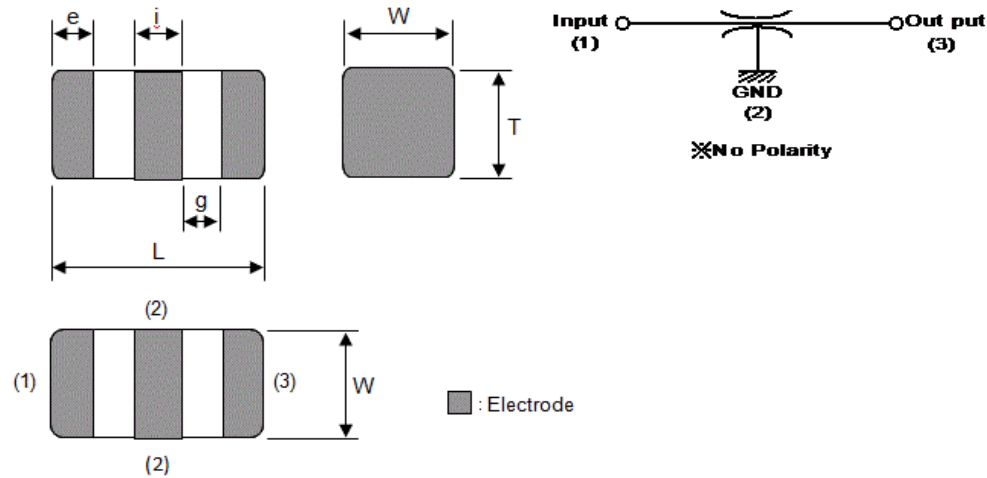 e
i
W
Input
(1)
Out put
(3)
GND
(2)
※No Polarity
T
g
L
(2)
(1)
(3)
W
: Electrode
(2)